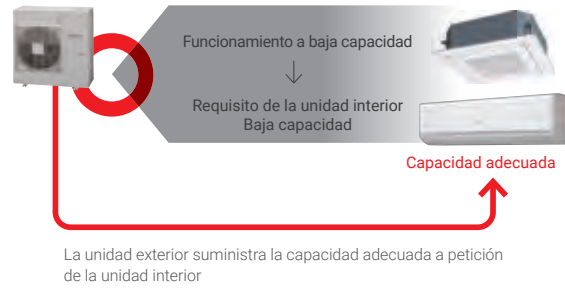 Funcionamiento a baja capacidad
Requisito de la unidad interior
Baja capacidad
Capacidad adecuada
La unidad exterior suministra la capacidad adecuada a petición
de la unidad interior